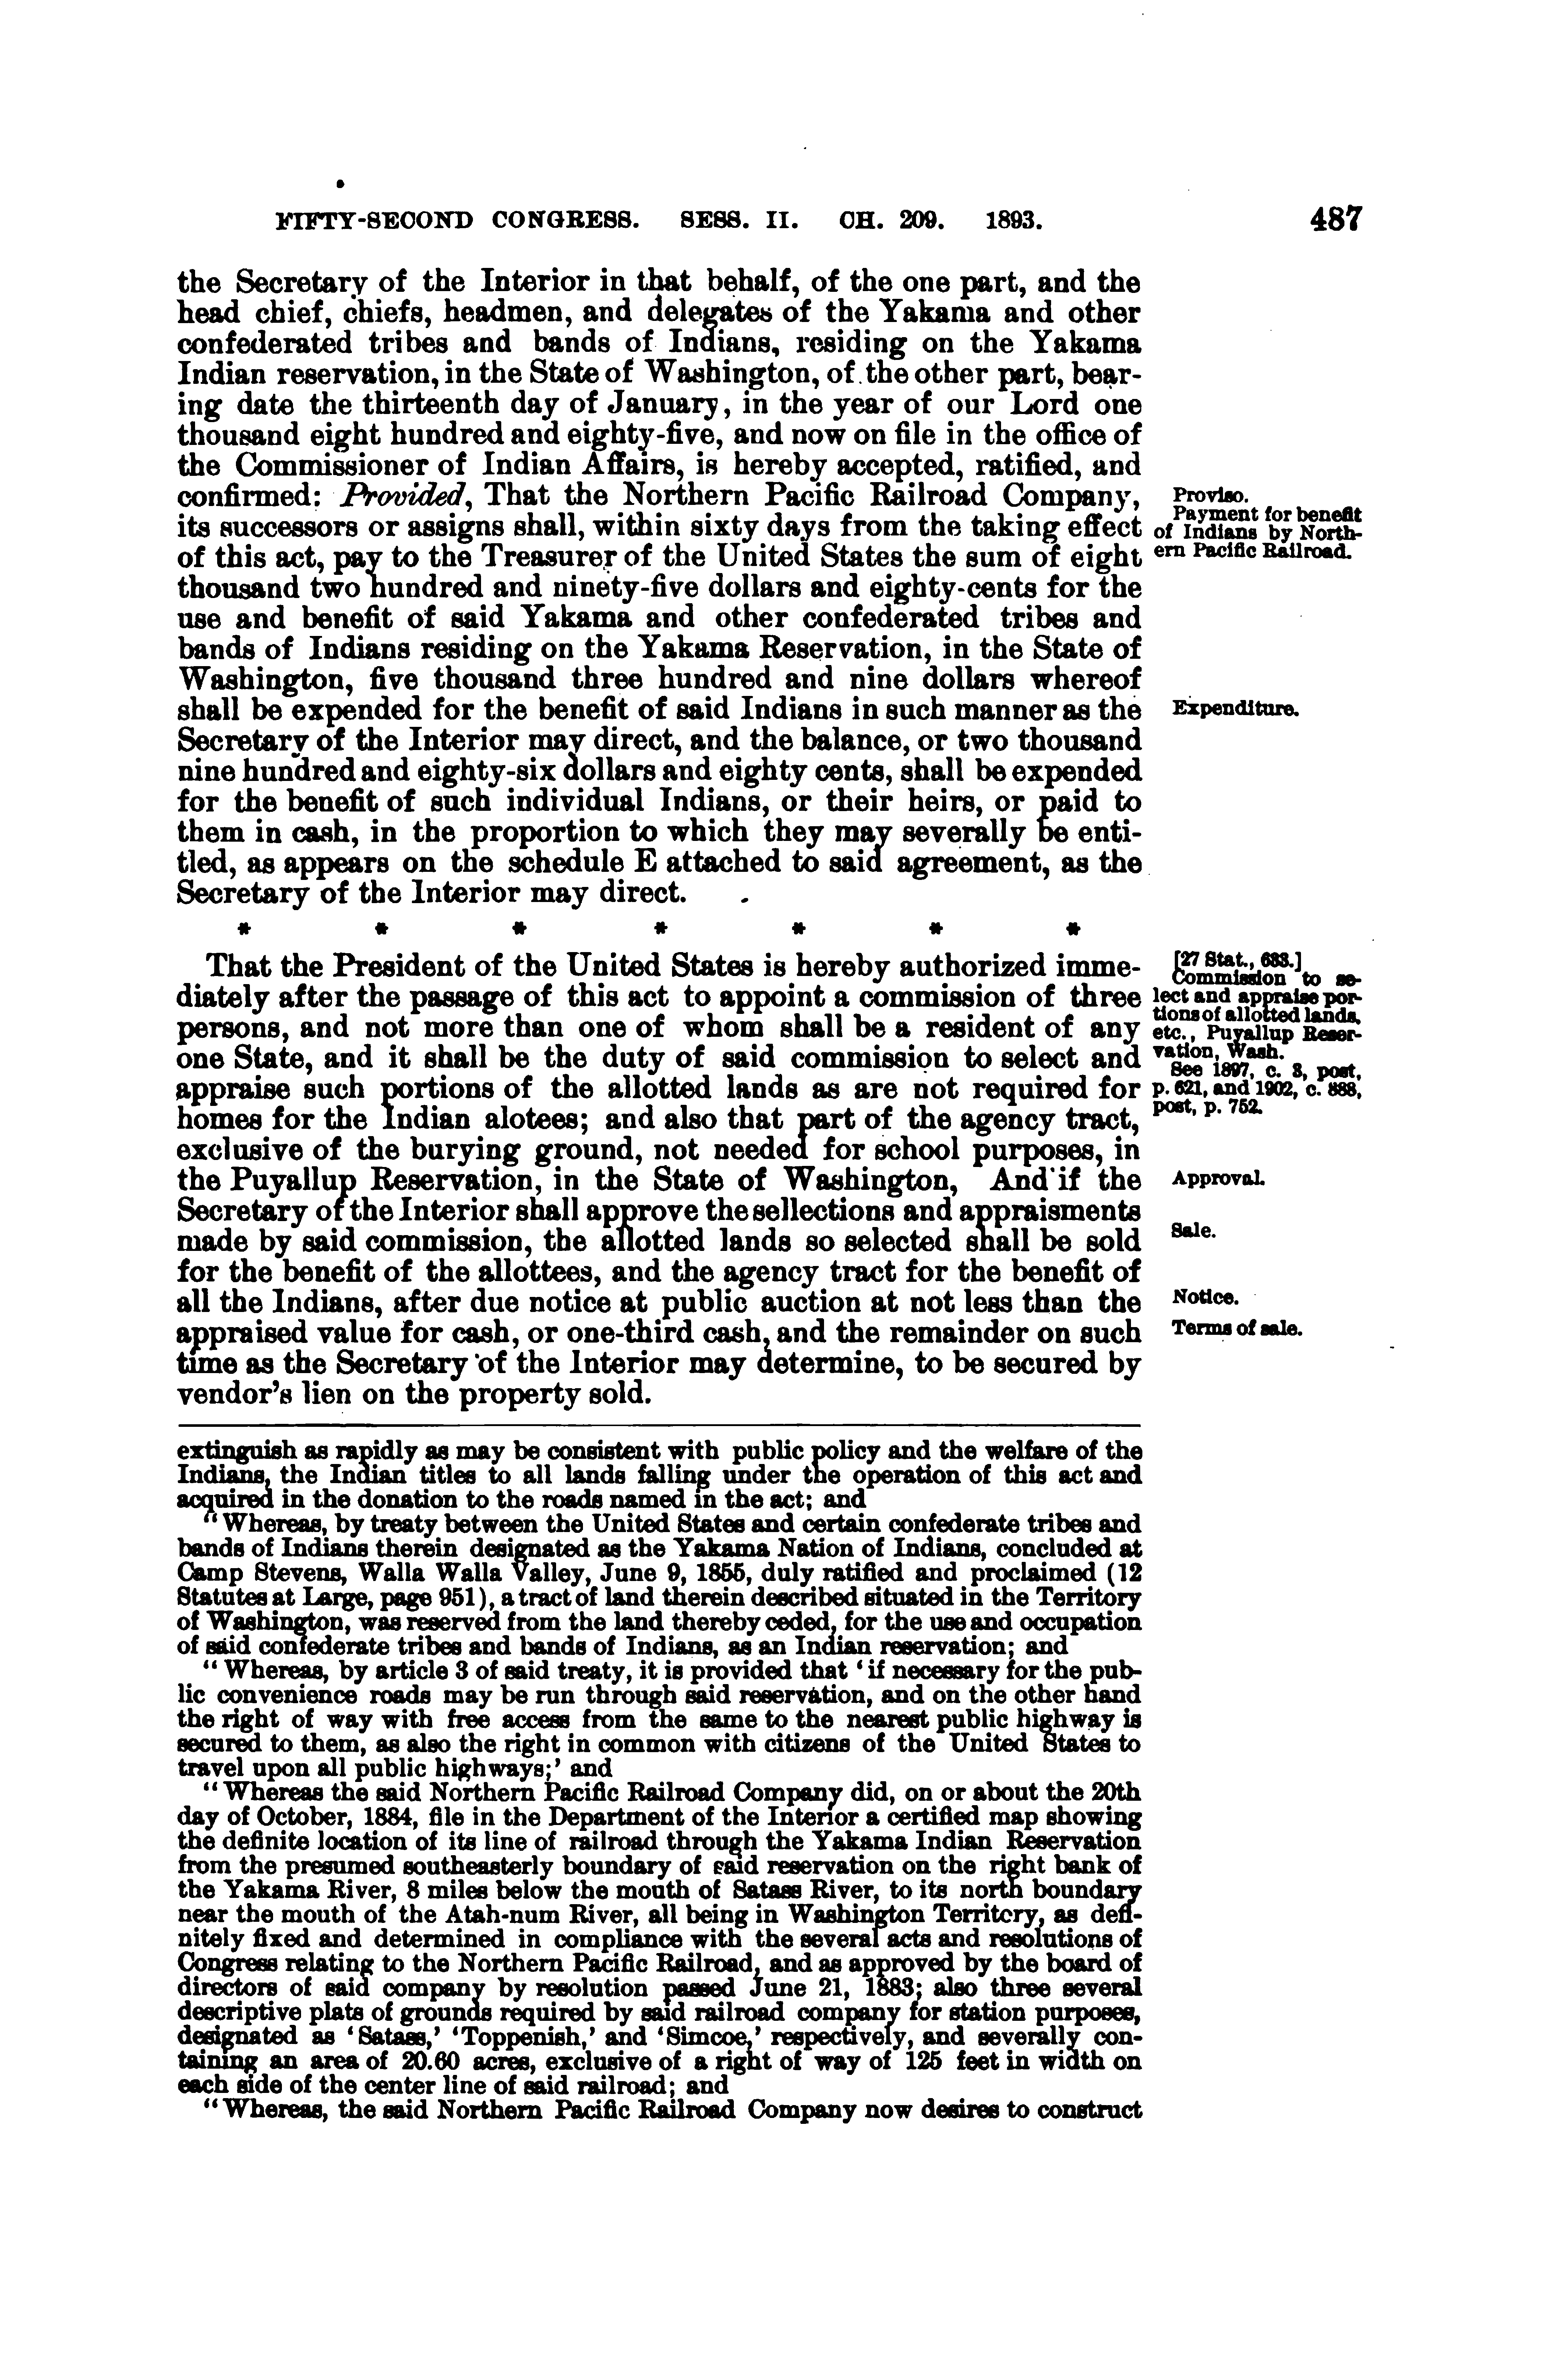 FIFTY-SECOND CONGRESS. SESS. II. CH. 209. 1893. 487
the Secretary of the Interior in that behalf, of the one part, and the
head chief, chiefs, headmen, and delegates of the Yakama and other
confederated tribes and bands of Indians, residing on the Yakama
Indian reservation, in the State of Washington, of the other part, bear-
ing date the thirteenth day of January, in the year of our Lord one
thousand eight hundred and eighty-five, and now on file in the office of
the Commissioner of Indian Affairs, is hereby accepted, ratified, and
confirmed: Provided, That the Northern Pacific Railroad Company,
its successors or assigns shall, within sixty days from the taking effect
of this act, pay to the Treasurer of the United States the sum of eight
thousand two hundred and ninety-five dollars and eighty-cents for the
use and benefit of said Yakama and other confederated tribes and
bands of Indians residing on the Yakama Reservation, in the State of
Washington, five thousand three hundred and nine dollars whereof
shall be expended for the benefit of said Indians in such manner as the
Secretary of the Interior may direct, and the balance, or two thousand
nine hundred and eighty-six dollars and eighty cents, shall be expended
for the benefit of such individual Indians, or their heirs, or paid to
them in cash, in the proportion to which they may severally be enti-
tled, as appears on the schedule E attached to said agreement, as the
Secretary of the Interior may direct.
* * * * * * *
That the President of the United States is hereby authorized imme-
diately after the passage of this act to appoint a commission of three
persons, and not more than one of whom shall be a resident of any
one State, and it shall be the duty of said commission to select and
appraise such portions of the allotted lands as are not required for
homes for the Indian alotees; and also that part of the agency tract,
exclusive of the burying ground, not needed for school purposes, in
the Puyallup Reservation, in the State of Washington, And if the
Secretary of the Interior shall approve the sellections and appraisments
made by said commission, the allotted lands so selected shall be sold
for the benefit of the allottees, and the agency tract for the benefit of
all the Indians, after due notice at public auction at not less than the
appraised value for cash, or one-third cash, and the remainder on such
time as the Secretary of the Interior may determine, to be secured by
vendor's lien on the property sold.
Proviso.
Payment for benefit
of Indians by North-
ern Pacific Railroad.
Expenditure.
[27 Stat., 633.]
Commission to se-
lect and appraise por-
tions of allotted lands,
etc., Puyallup Reser-
vation, Wash.
See 1897, c. 3, post,
p. 621, and 1902, c. 888,
post, p. 752.
Approval.
Sale.
Notice.
Terms of sale.
extinguish as rapidly as may be consistent with public policy and the welfare of the
Indians, the Indian titles to all lands falling under the operation of this act and
acquired in the donation to the roads named in the act; and
"Whereas, by treaty between the United States and certain confederate tribes and
bands of Indians therein designated as the Yakama Nation of Indians, concluded at
Camp Stevens, Walla Walla Valley, June 9, 1855, duly ratified and proclaimed (12
Statutes at Large, page 951), a tract of land therein described situated in the Territory
of Washington, was reserved from the land thereby ceded, for the use and occupation
of said confederate tribes and bands of Indians, as an Indian reservation; and
"Whereas, by article 3 of said treaty, it is provided that 'if necessary for the pub-
lic convenience roads may be run through said reservation, and on the other hand
the right of way with free access from the same to the nearest public highway is
secured to them, as also the right in common with citizens of the United States to
travel upon all public highways;' and
"Whereas the said Northern Pacific Railroad Company did, on or about the 20th
day of October, 1884, file in the Department of the Interior a certified map showing
the definite location of its line of railroad through the Yakama Indian Reservation
from the presumed southeasterly boundary of said reservation on the right bank of
the Yakama River, 8 miles below the mouth of Satass River, to its north boundary
near the mouth of the Atah-num River, all being in Washington Territory, as defi-
nitely fixed and determined in compliance with the several acts and resolutions of
Congress relating to the Northern Pacific Railroad, and as approved by the board of
directors of said company by resolution passed June 21, 1883; also three several
descriptive plats of grounds required by said railroad company for station purposes,
designated as 'Satass,' 'Toppenish,' and 'Simcoe,' respectively, and severally con-
taining an area of 20.60 acres, exclusive of a right of way of 125 feet in width on
each side of the center line of said railroad; and
"Whereas, the said Northern Pacific Railroad Company now desires to construct